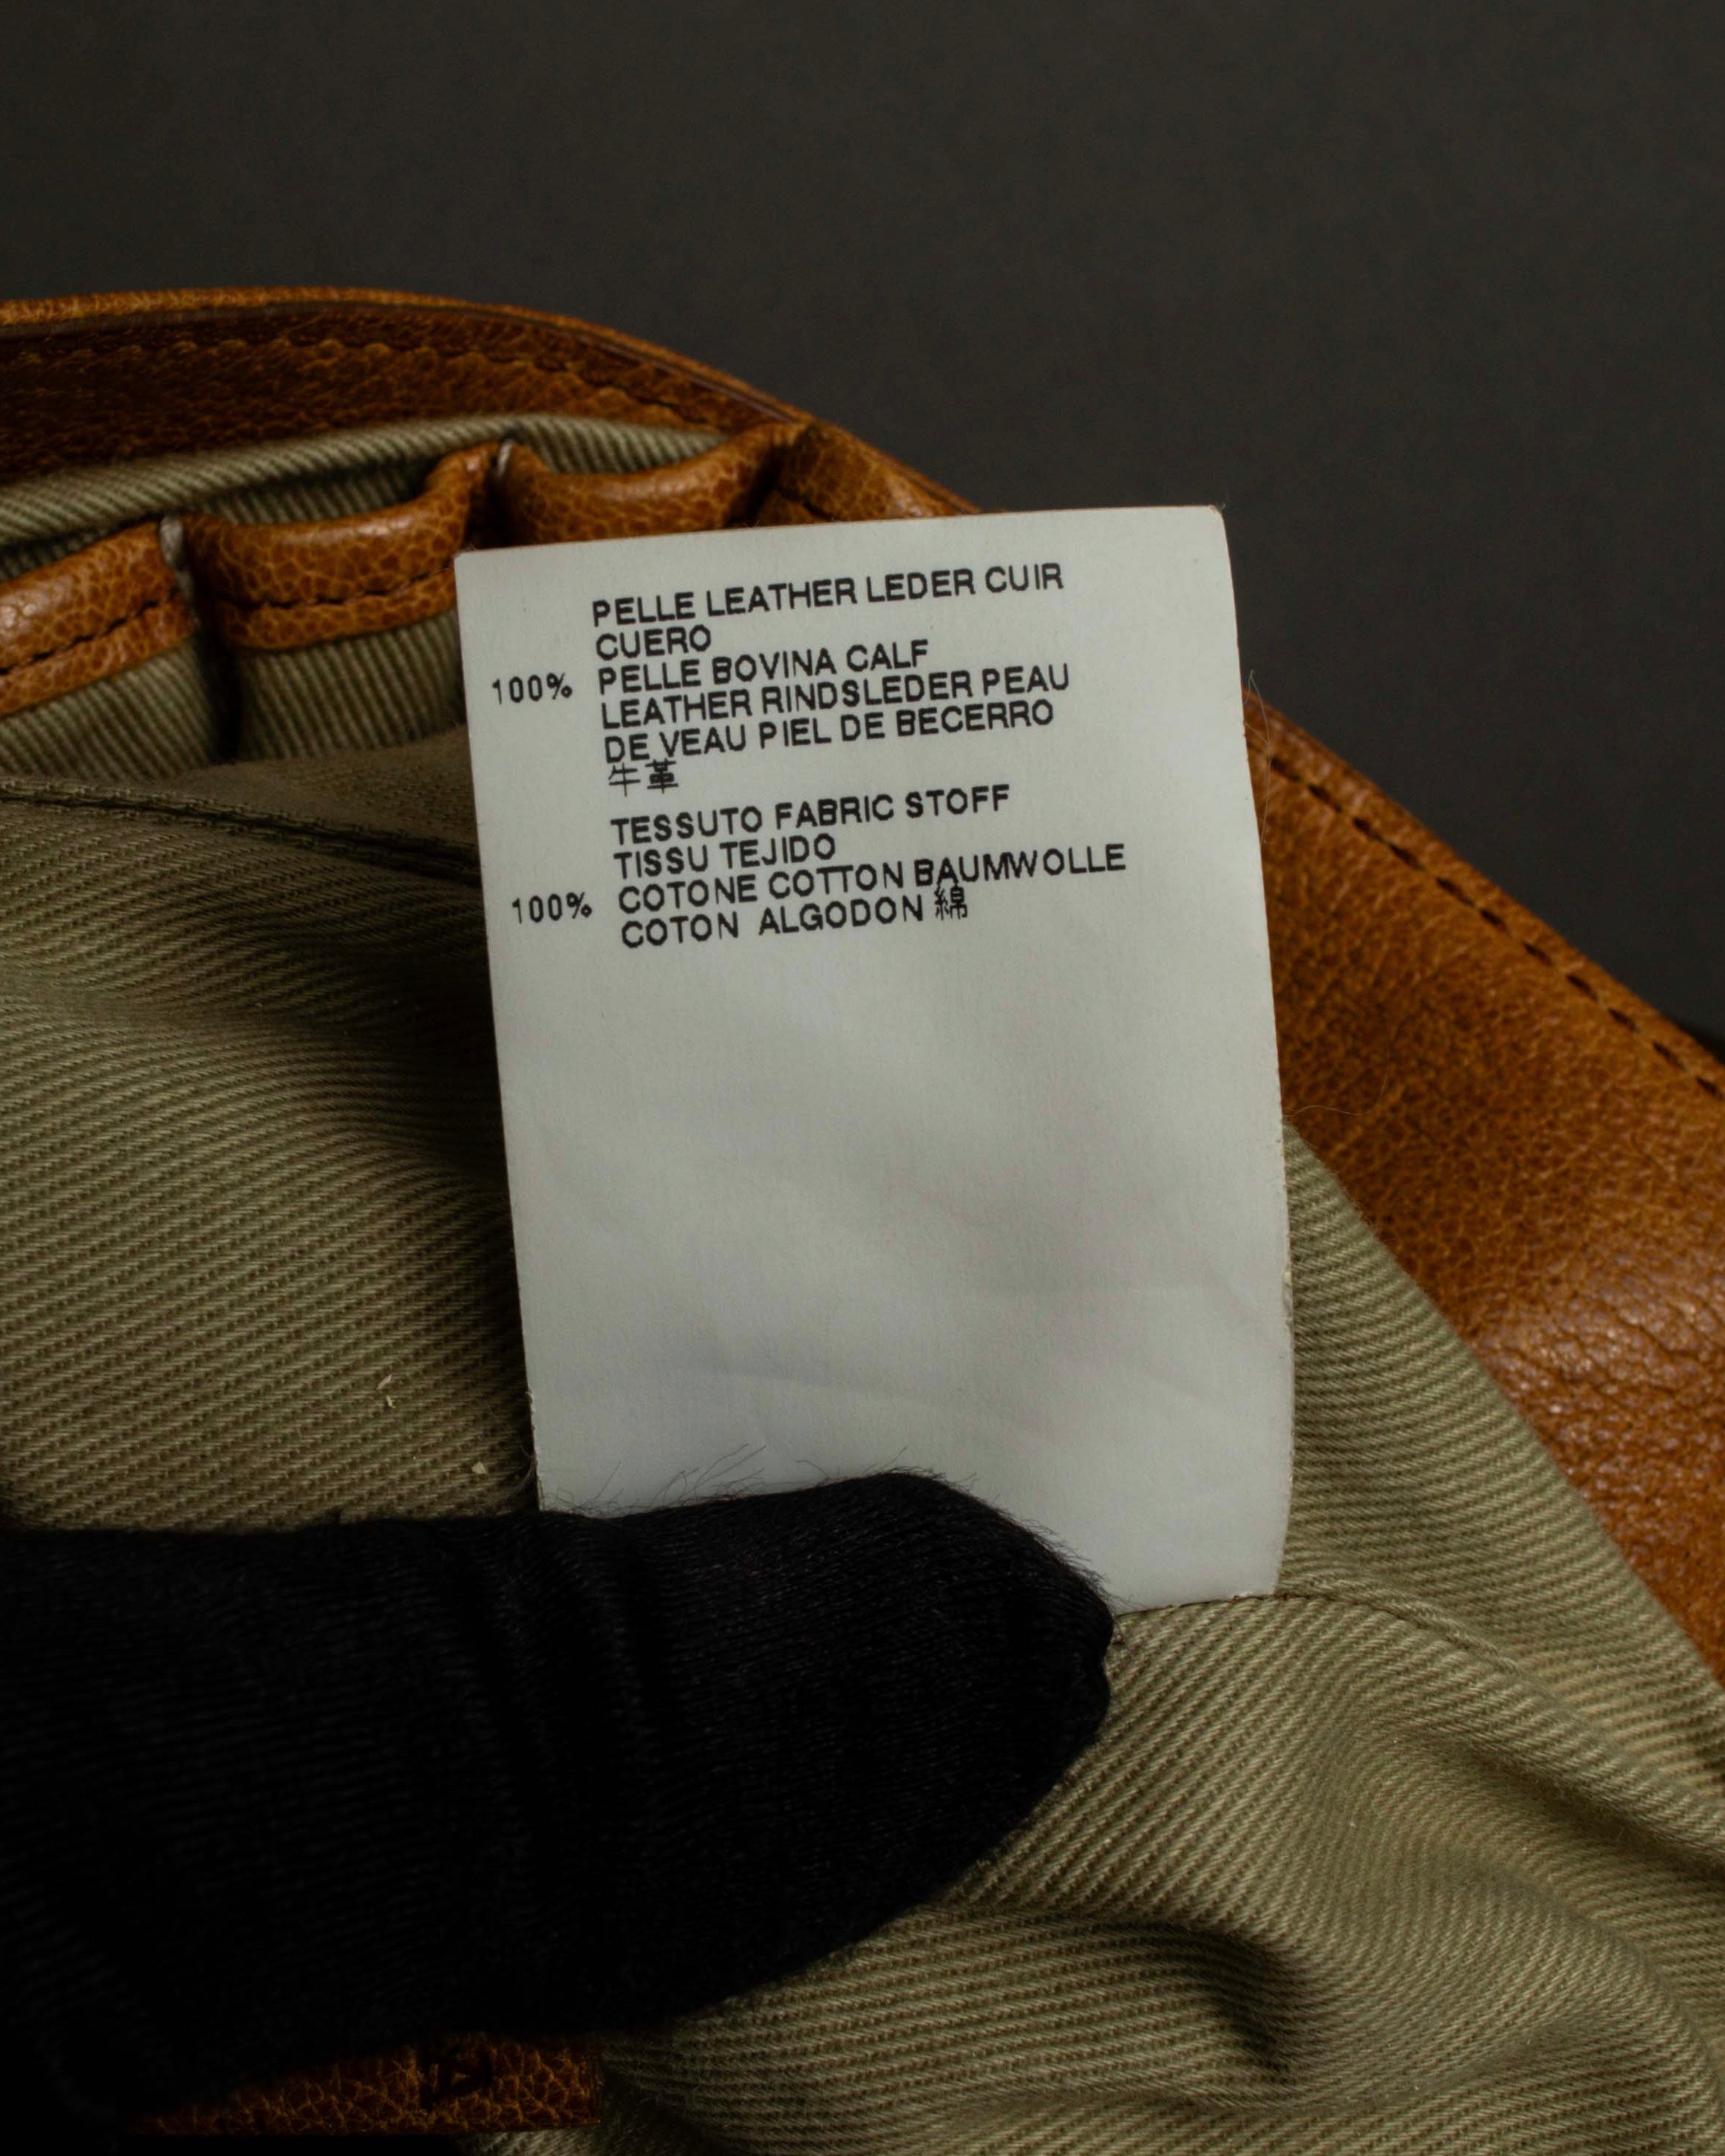 PELLE LEATHER LEDER CUIR
CUERO
100% PELLE BOVINA CALF
LEATHER RINDSLEDER PEAU
DE VEAU PIEL DE BECERRO
牛革
TESSUTO FABRIC STOFF
TISSU TEJIDO
100% COTONE COTTON BAUMWOLLE
COTON ALGODON 綿